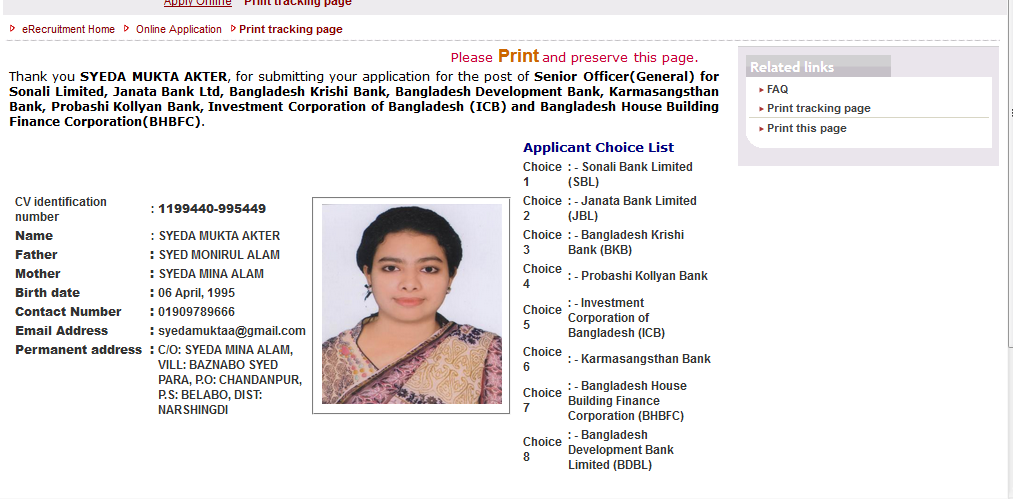 Apply Online Print tracking page
eRecruitment Home Online Application Print tracking page
Please Print and preserve this page.
Thank you SYEDA MUKTA AKTER, for submitting your application for the post of Senior Officer(General) for
Sonali Limited, Janata Bank Ltd, Bangladesh Krishi Bank, Bangladesh Development Bank, Karmasangsthan
Bank, Probashi Kollyan Bank, Investment Corporation of Bangladesh (ICB) and Bangladesh House Building
Finance Corporation(BHBFC).
CV identification
number : 1199440-995449
Name : SYEDA MUKTA AKTER
Father : SYED MONIRUL ALAM
Mother : SYEDA MINA ALAM
Birth date : 06 April, 1995
Contact Number : 01909789666
Email Address : syedamuktaa@gmail.com
Permanent address : C/O: SYEDA MINA ALAM,
VILL: BAZNABO SYED
PARA, P.O: CHANDANPUR,
P.S: BELABO, DIST:
NARSHINGDI
Applicant Choice List
Choice : - Sonali Bank Limited
1 (SBL)
Choice : - Janata Bank Limited
2 (JBL)
Choice : - Bangladesh Krishi
3 Bank (BKB)
Choice
4 : - Probashi Kollyan Bank
Choice : - Investment
5 Corporation of
Bangladesh (ICB)
Choice
6 : - Karmasangsthan Bank
Choice : - Bangladesh House
7 Building Finance
Corporation (BHBFC)
Choice : - Bangladesh
8 Development Bank
Limited (BDBL)
Related links
FAQ
Print tracking page
Print this page